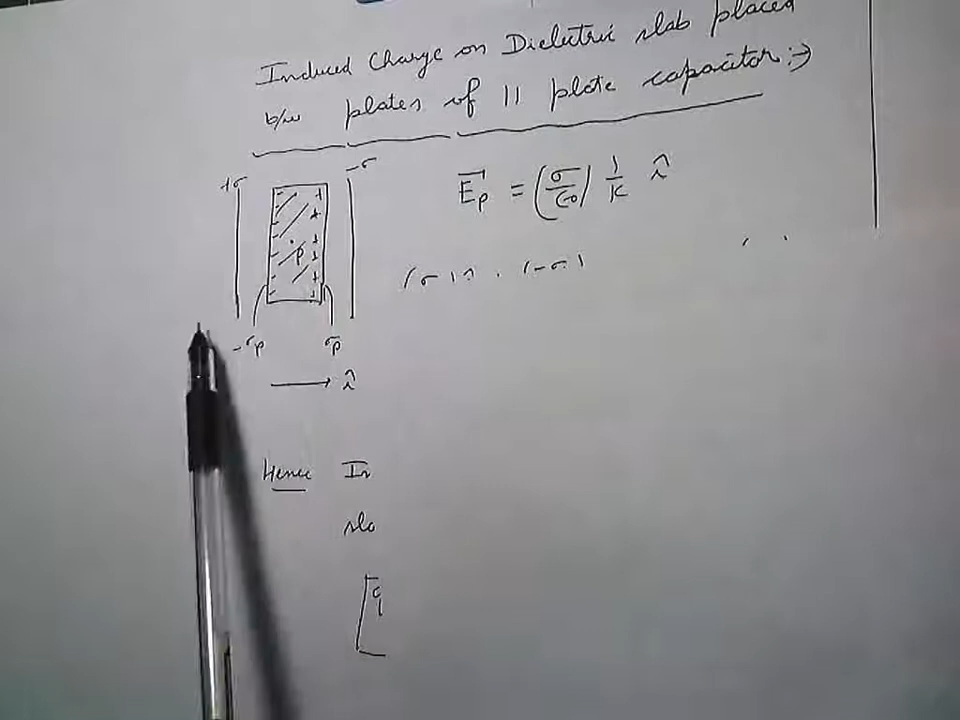 Induced Charge on Dielectric slab placed
b/w plates of || plate capacitor :→
+σ -σ
E⃗p = (σ/ε₀) 1/K î
P
-σp σp
→ î
Hence